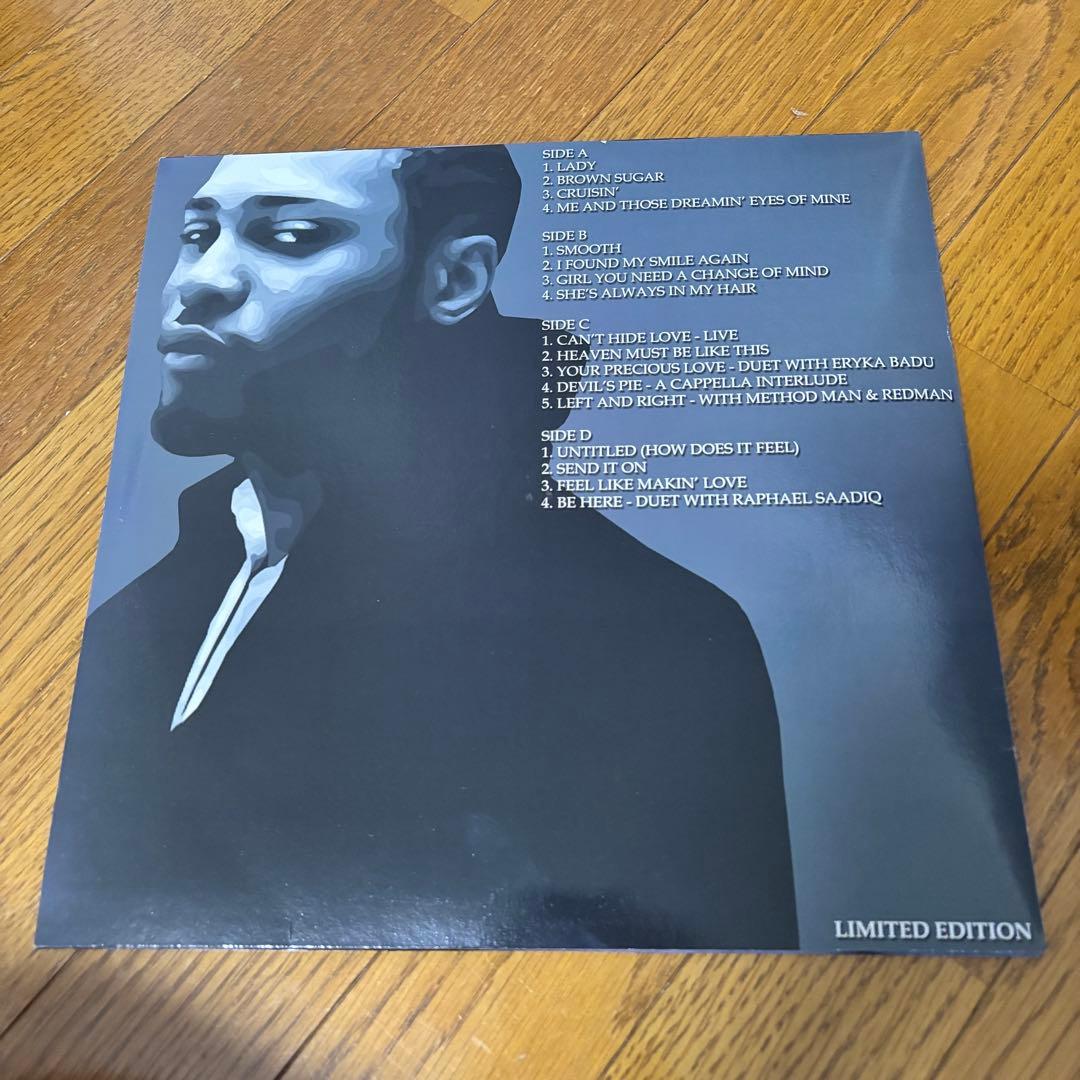 SIDE A
1. LADY
2. BROWN SUGAR
3. CRUISIN'
4. ME AND THOSE DREAMIN' EYES OF MINE
SIDE B
1. SMOOTH
2. I FOUND MY SMILE AGAIN
3. GIRL YOU NEED A CHANGE OF MIND
4. SHE'S ALWAYS IN MY HAIR
SIDE C
1. CAN'T HIDE LOVE - LIVE
2. HEAVEN MUST BE LIKE THIS
3. YOUR PRECIOUS LOVE - DUET WITH ERYKA BADU
4. DEVIL'S PIE - A CAPPELLA INTERLUDE
5. LEFT AND RIGHT - WITH METHOD MAN & REDMAN
SIDE D
1. UNTITLED (HOW DOES IT FEEL)
2. SEND IT ON
3. FEEL LIKE MAKIN' LOVE
4. BE HERE - DUET WITH RAPHAEL SAADIQ
LIMITED EDITION